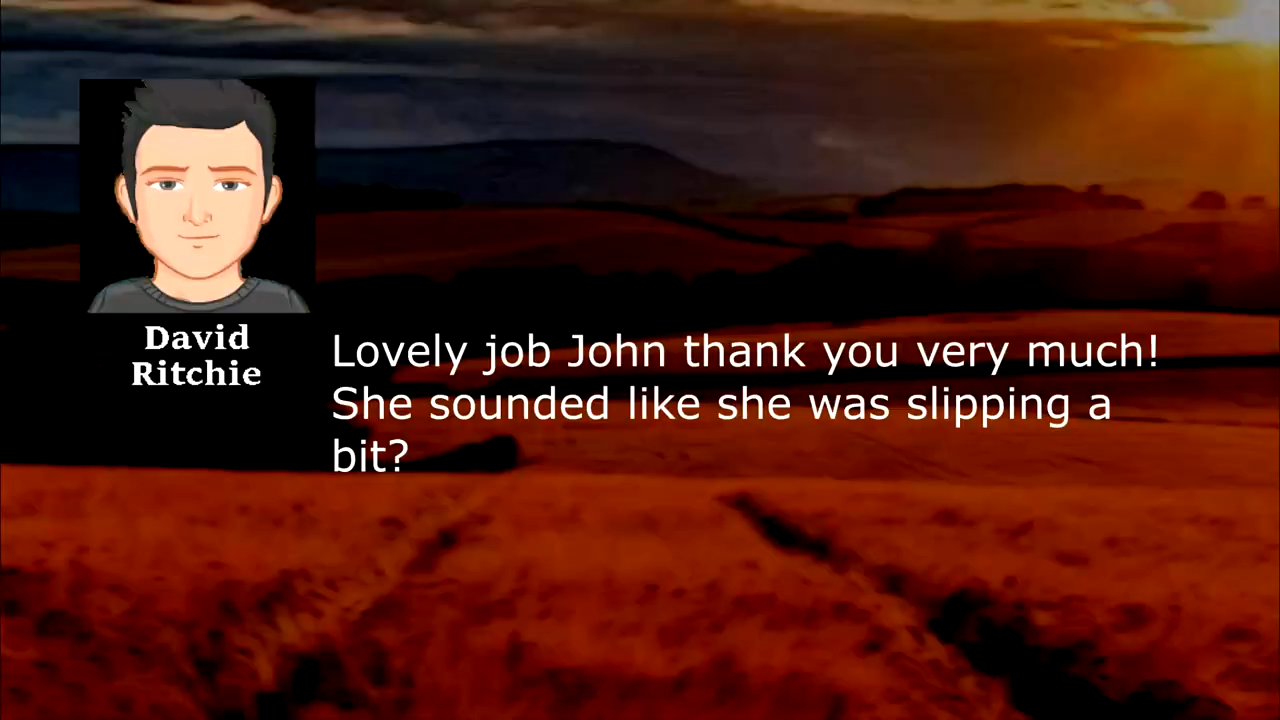 David
Ritchie
Lovely job John thank you very much!
She sounded like she was slipping a
bit?